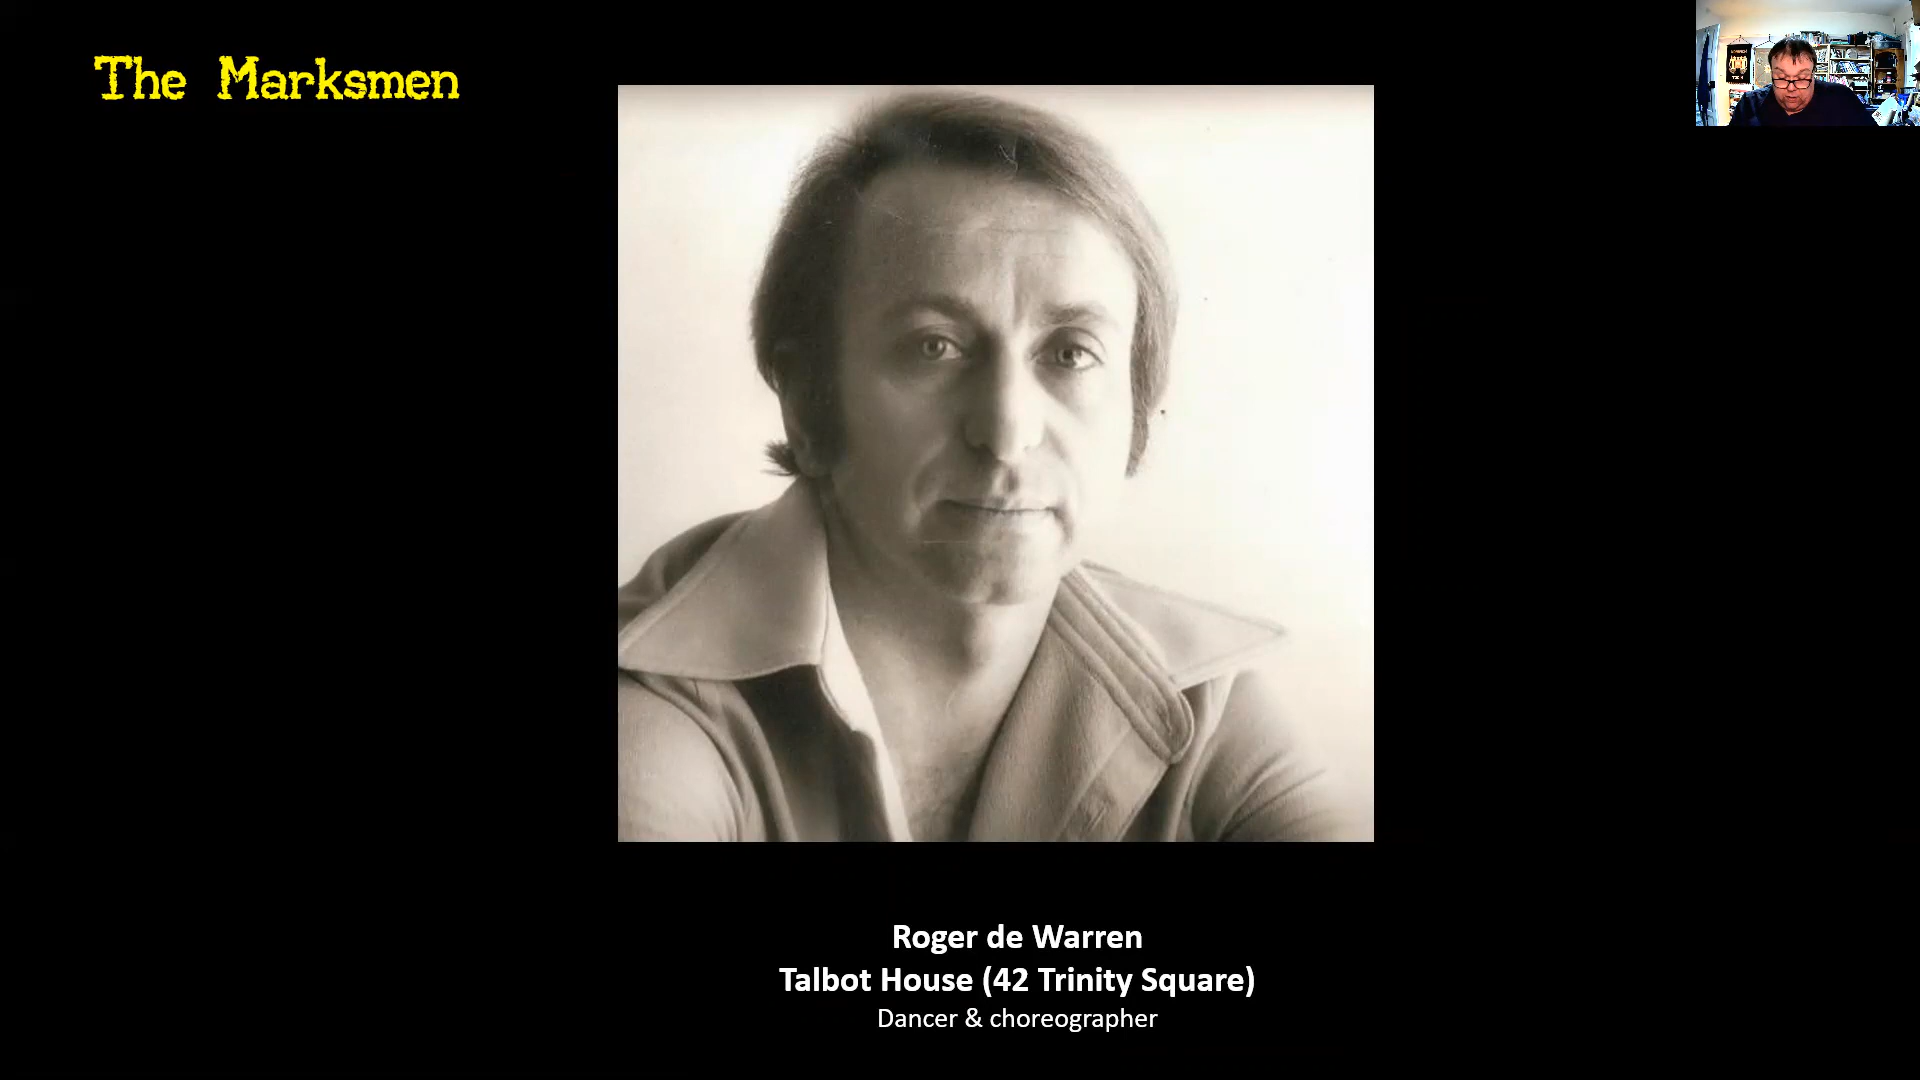 The Marksmen
Roger de Warren
Talbot House (42 Trinity Square)
Dancer & choreographer